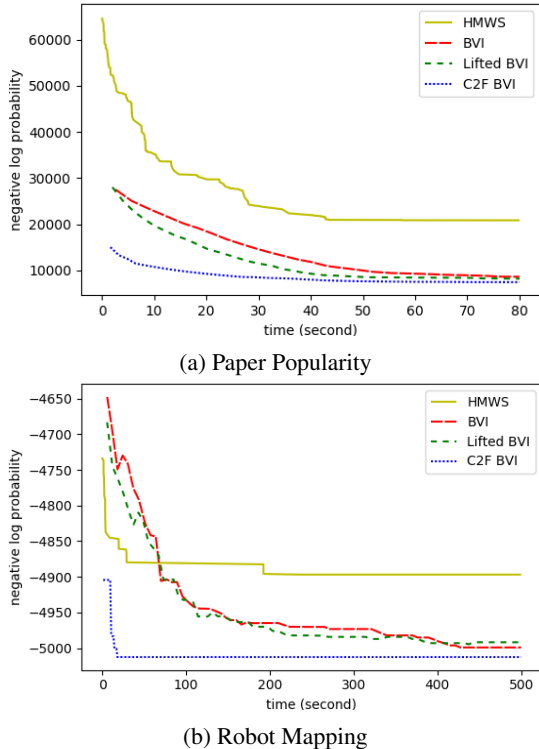 60000
50000
40000
30000
20000
10000
negative log probability
HMWS
BVI
Lifted BVI
C2F BVI
0 10 20 30 40 50 60 70 80
time (second)
(a) Paper Popularity
−4650
−4700
−4750
−4800
−4850
−4900
−4950
−5000
negative log probability
HMWS
BVI
Lifted BVI
C2F BVI
0 100 200 300 400 500
time (second)
(b) Robot Mapping